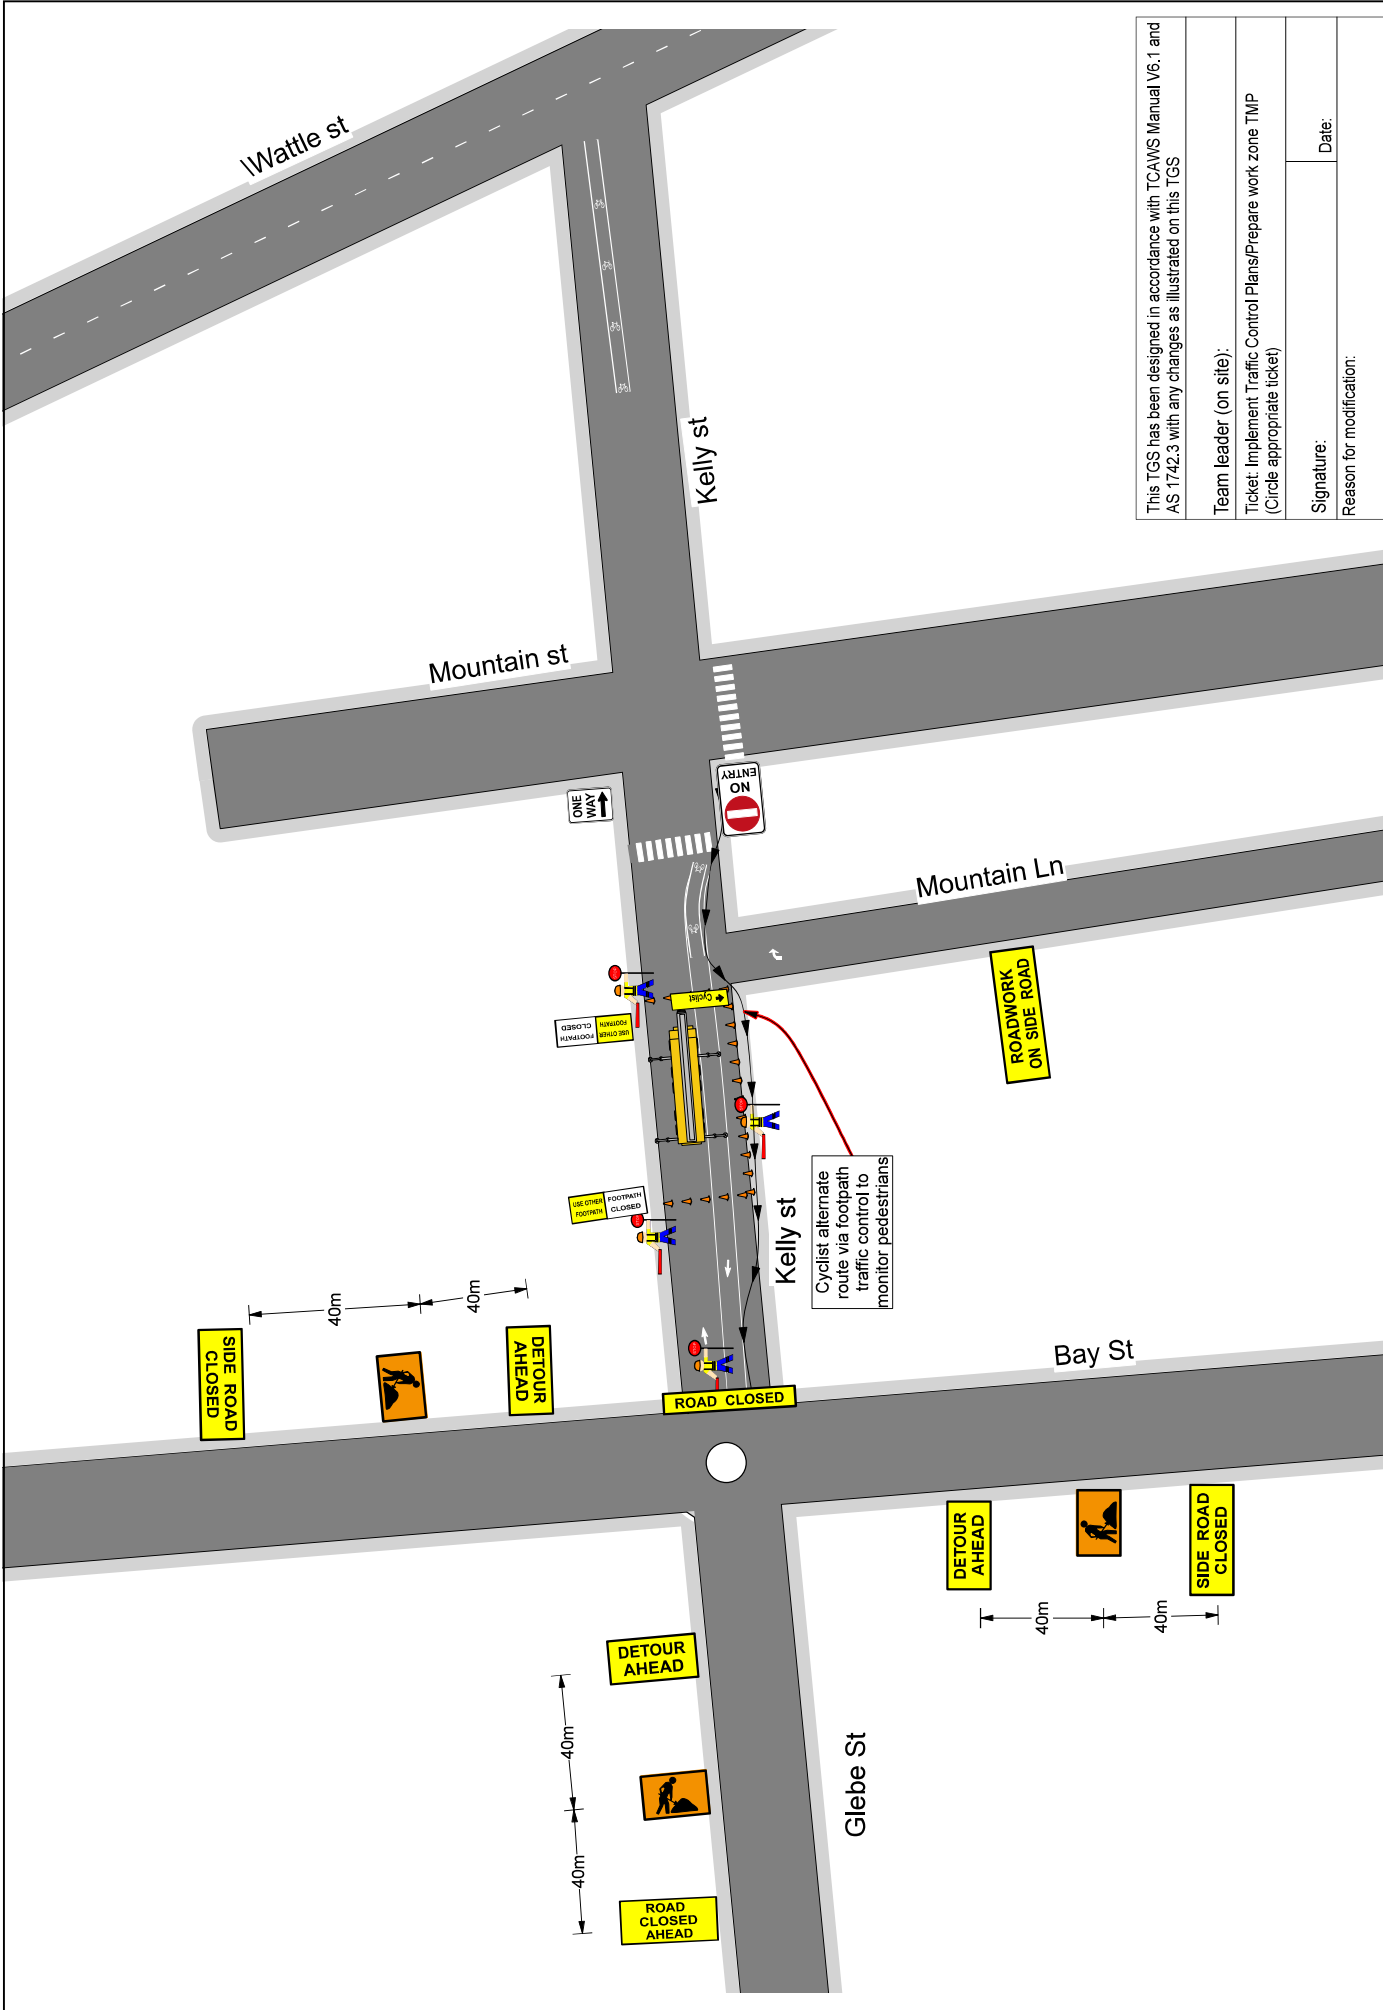 \Wattle st
Kelly st
Mountain st
ONE
WAY
NO
ENTRY
Mountain Ln
ROADWORK
ON SIDE ROAD
Cyclist
FOOTPATH
CLOSED
USE OTHER
FOOTPATH
USE OTHER
FOOTPATH
FOOTPATH
CLOSED
Kelly st
Cyclist alternate
route via footpath
traffic control to
monitor pedestrians
40m
40m
SIDE ROAD
CLOSED
DETOUR
AHEAD
ROAD CLOSED
Bay St
DETOUR
AHEAD
SIDE ROAD
CLOSED
40m
40m
DETOUR
AHEAD
40m
40m
ROAD
CLOSED
AHEAD
Glebe St
This TGS has been designed in accordance with TCAWS Manual V6.1 and
AS 1742.3 with any changes as illustrated on this TGS
Team leader (on site):
Ticket: Implement Traffic Control Plans/Prepare work zone TMP
(Circle appropriate ticket)
Signature:
Date:
Reason for modification: